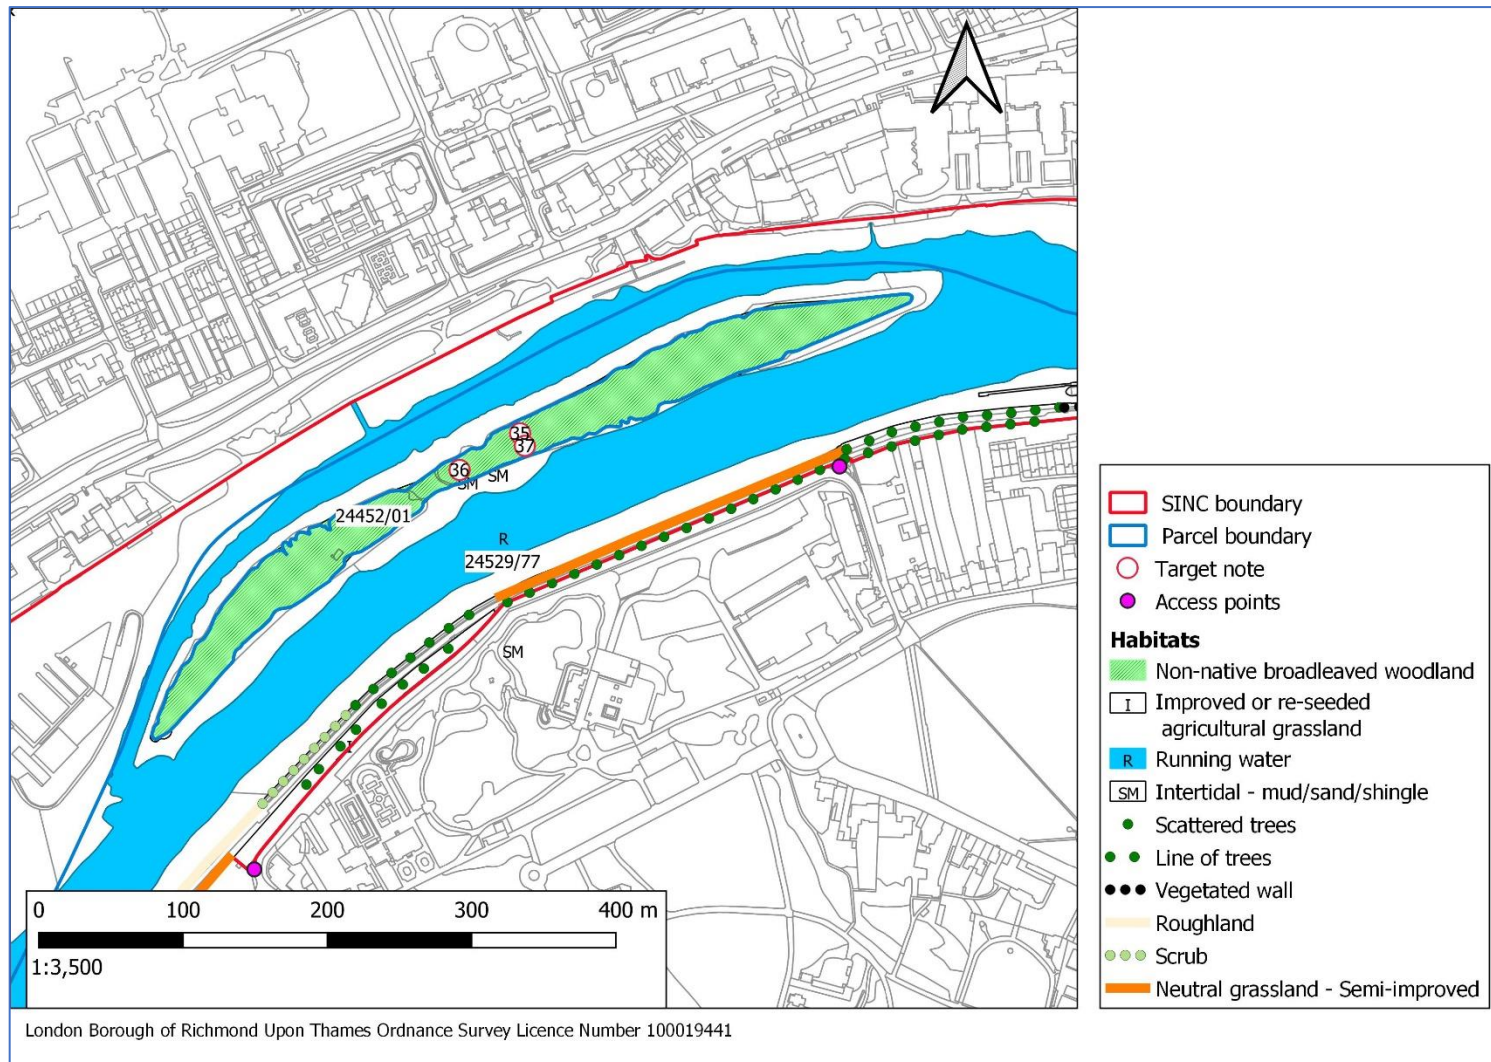 35
37
36
SM
SM
24452/01
R
24529/77
SM
I
0 100 200 300 400 m
1:3,500
London Borough of Richmond Upon Thames Ordnance Survey Licence Number 100019441
SINC boundary
Parcel boundary
Target note
Access points
Habitats
Non-native broadleaved woodland
I Improved or re-seeded
agricultural grassland
R Running water
SM Intertidal - mud/sand/shingle
Scattered trees
Line of trees
Vegetated wall
Roughland
Scrub
Neutral grassland - Semi-improved